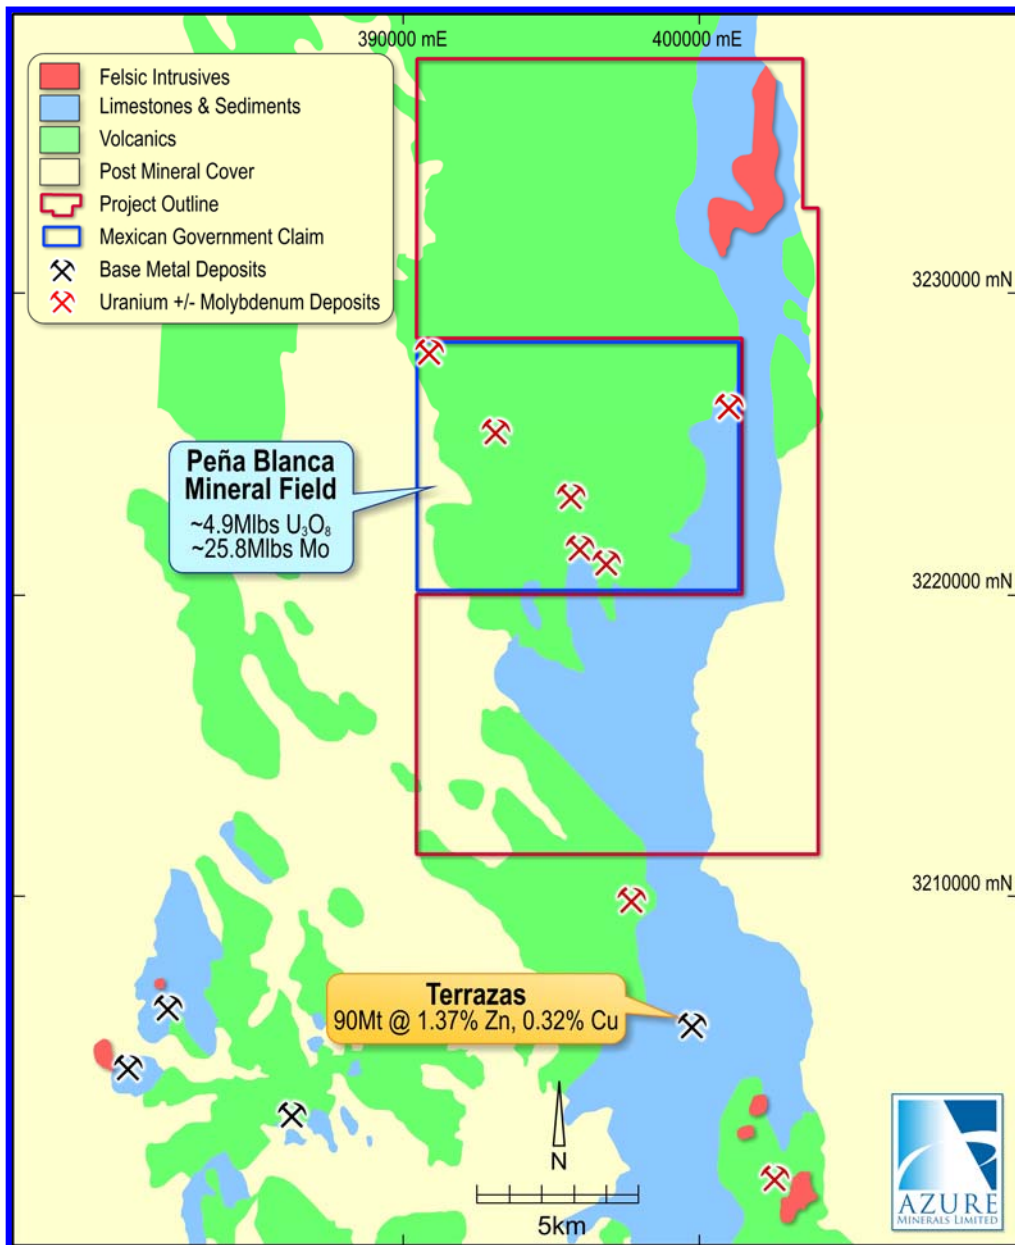 390000 mE
400000 mE
Felsic Intrusives
Limestones & Sediments
Volcanics
Post Mineral Cover
Project Outline
Mexican Government Claim
Base Metal Deposits
Uranium +/- Molybdenum Deposits
3230000 mN
Peña Blanca
Mineral Field
~4.9Mlbs U₃O₈
~25.8Mlbs Mo
3220000 mN
3210000 mN
Terrazas
90Mt @ 1.37% Zn, 0.32% Cu
N
5km
AZURE
MINERALS LIMITED